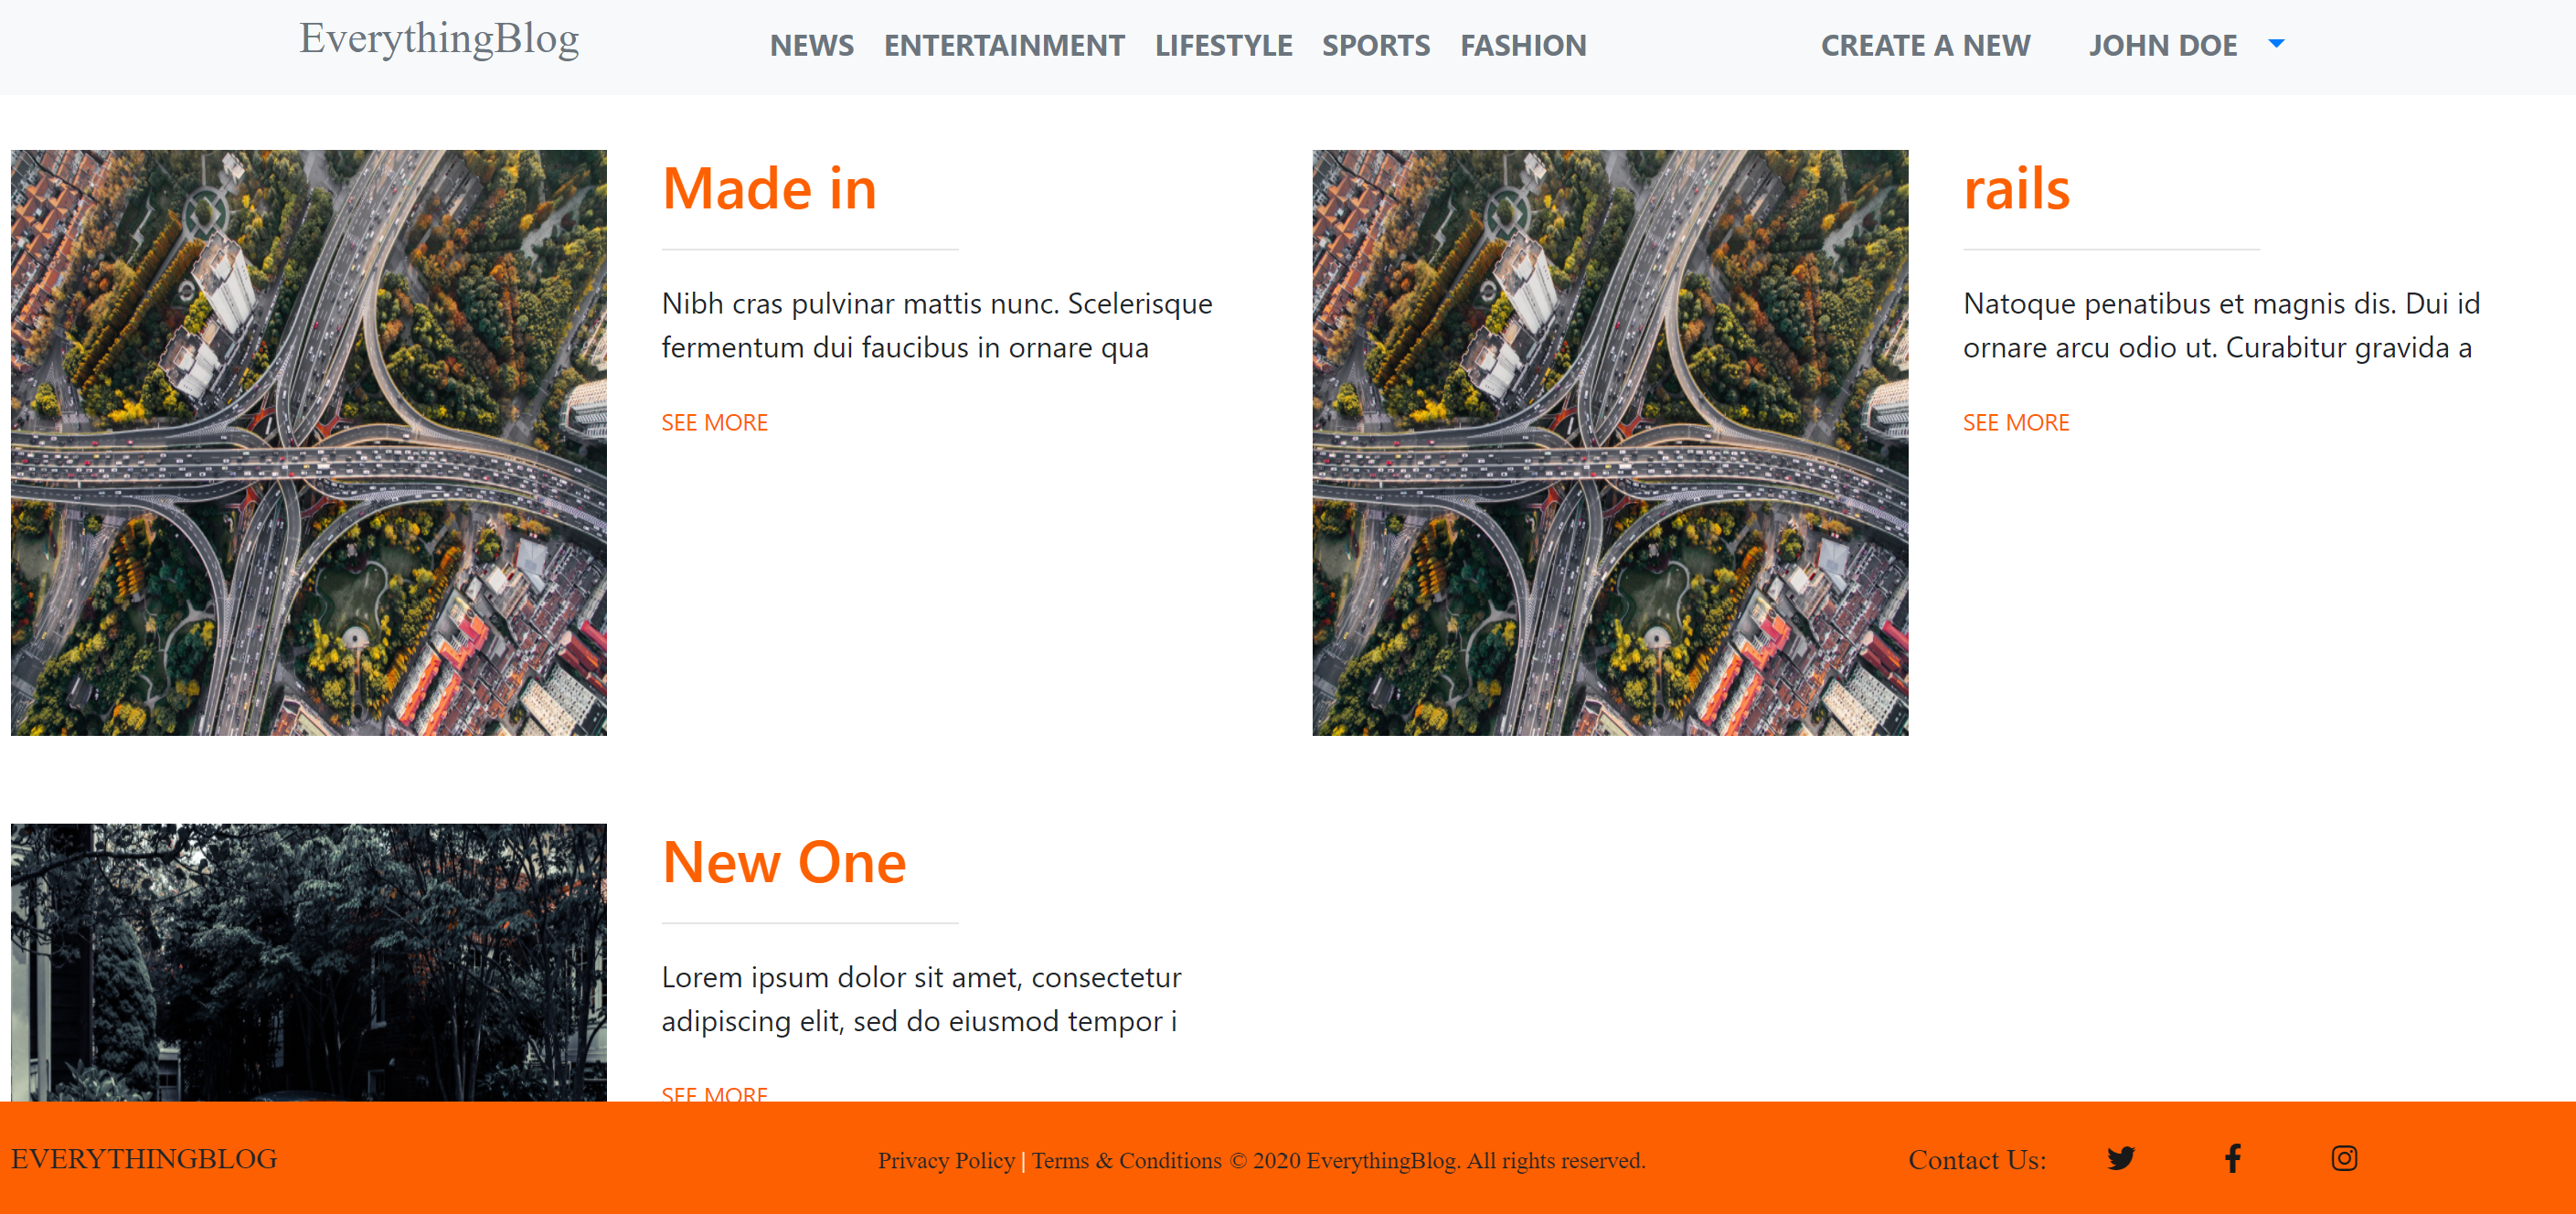 EverythingBlog
NEWS ENTERTAINMENT LIFESTYLE SPORTS FASHION
CREATE A NEW
JOHN DOE
Made in
Nibh cras pulvinar mattis nunc. Scelerisque
fermentum dui faucibus in ornare qua
SEE MORE
rails
Natoque penatibus et magnis dis. Dui id
ornare arcu odio ut. Curabitur gravida a
SEE MORE
New One
Lorem ipsum dolor sit amet, consectetur
adipiscing elit, sed do eiusmod tempor i
SEE MORE
EVERYTHINGBLOG
Privacy Policy | Terms & Conditions © 2020 EverythingBlog. All rights reserved.
Contact Us: